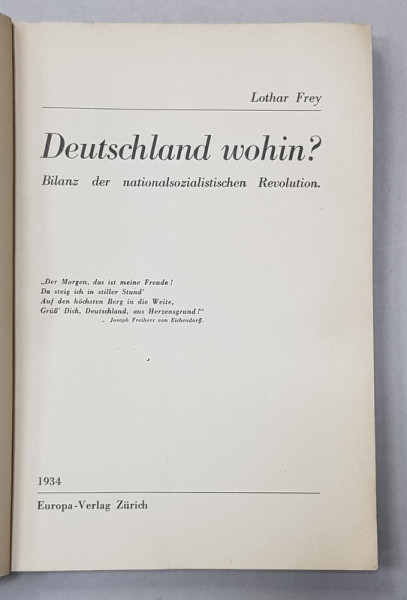 Lothar Frey
Deutschland wohin?
Bilanz der nationalsozialistischen Revolution.
„Der Morgen, das ist meine Freude!
Da steig ich in stiller Stund'
Auf den höchsten Berg in die Weite,
Grüß' Dich, Deutschland, aus Herzensgrund!"
Joseph Freiherr von Eichendorff.
1934
Europa-Verlag Zürich